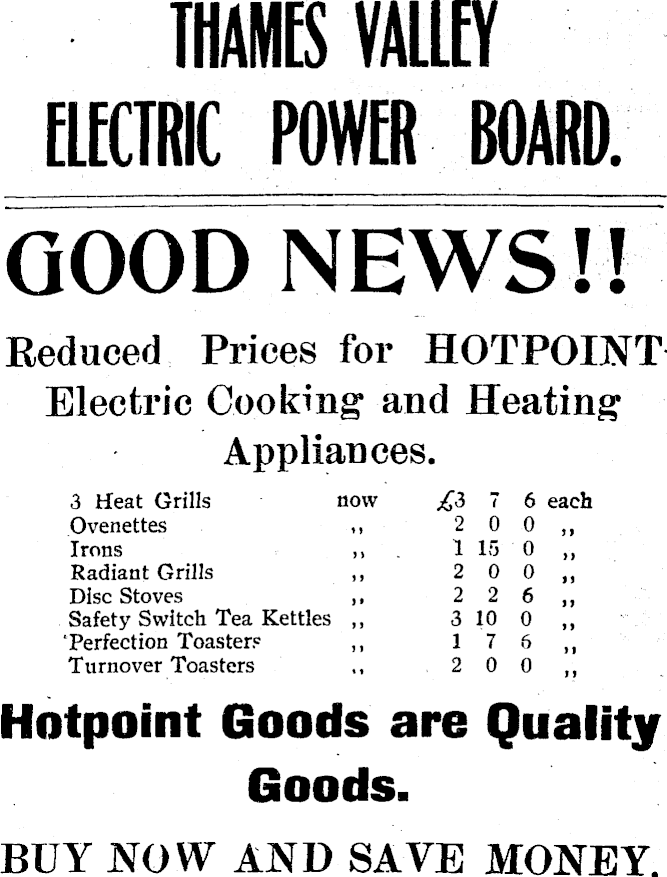 THAMES VALLEY
ELECTRIC POWER BOARD.
GOOD NEWS!!
Reduced Prices for HOTPOINT
Electric Cooking and Heating
Appliances.
3 Heat Grills now £3 7 6 each
Ovenettes ,, 2 0 0 ,,
Irons ,, 1 15 0 ,,
Radiant Grills ,, 2 0 0 ,,
Disc Stoves ,, 2 2 6 ,,
Safety Switch Tea Kettles ,, 3 10 0 ,,
Perfection Toasters ,, 1 7 6 ,,
Turnover Toasters ,, 2 0 0 ,,
Hotpoint Goods are Quality
Goods.
BUY NOW AND SAVE MONEY.